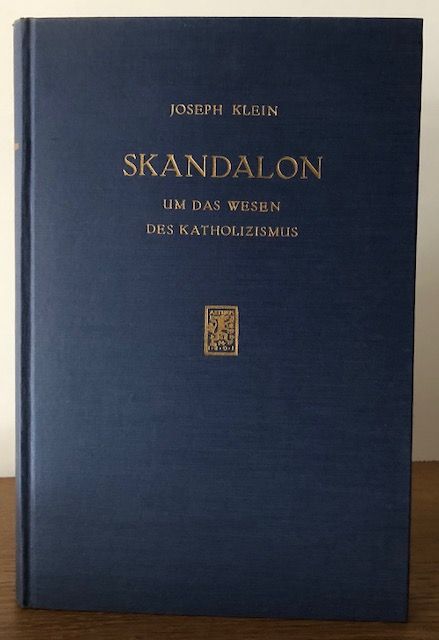 JOSEPH KLEIN
SKANDALON
UM DAS WESEN
DES KATHOLIZISMUS